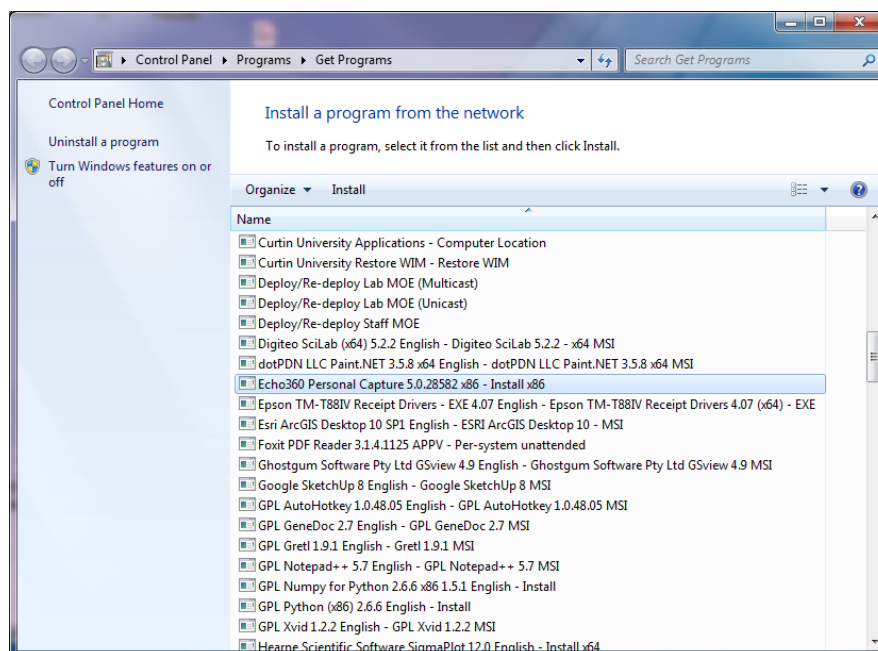 Control Panel Programs Get Programs Search Get Programs
Control Panel Home
Uninstall a program
Turn Windows features on or
off
Install a program from the network
To install a program, select it from the list and then click Install.
Organize Install
Name
Curtin University Applications - Computer Location
Curtin University Restore WIM - Restore WIM
Deploy/Re-deploy Lab MOE (Multicast)
Deploy/Re-deploy Lab MOE (Unicast)
Deploy/Re-deploy Staff MOE
Digiteo SciLab (x64) 5.2.2 English - Digiteo SciLab 5.2.2 - x64 MSI
dotPDN LLC Paint.NET 3.5.8 x64 English - dotPDN LLC Paint.NET 3.5.8 x64 MSI
Echo360 Personal Capture 5.0.28582 x86 - Install x86
Epson TM-T88IV Receipt Drivers - EXE 4.07 English - Epson TM-T88IV Receipt Drivers 4.07 (x64) - EXE
Esri ArcGIS Desktop 10 SP1 English - ESRI ArcGIS Desktop 10 - MSI
Foxit PDF Reader 3.1.4.1125 APPV - Per-system unattended
Ghostgum Software Pty Ltd GSview 4.9 English - Ghostgum Software Pty Ltd GSview 4.9 MSI
Google SketchUp 8 English - Google SketchUp 8 MSI
GPL AutoHotkey 1.0.48.05 English - GPL AutoHotkey 1.0.48.05 MSI
GPL GeneDoc 2.7 English - GPL GeneDoc 2.7 MSI
GPL Gretl 1.9.1 English - Gretl 1.9.1 MSI
GPL Notepad++ 5.7 English - GPL Notepad++ 5.7 MSI
GPL Numpy for Python 2.6.6 x86 1.5.1 English - Install
GPL Python (x86) 2.6.6 English - Install
GPL Xvid 1.2.2 English - GPL Xvid 1.2.2 MSI
Hearne Scientific Software SigmaPlot 12.0 English - Install x64